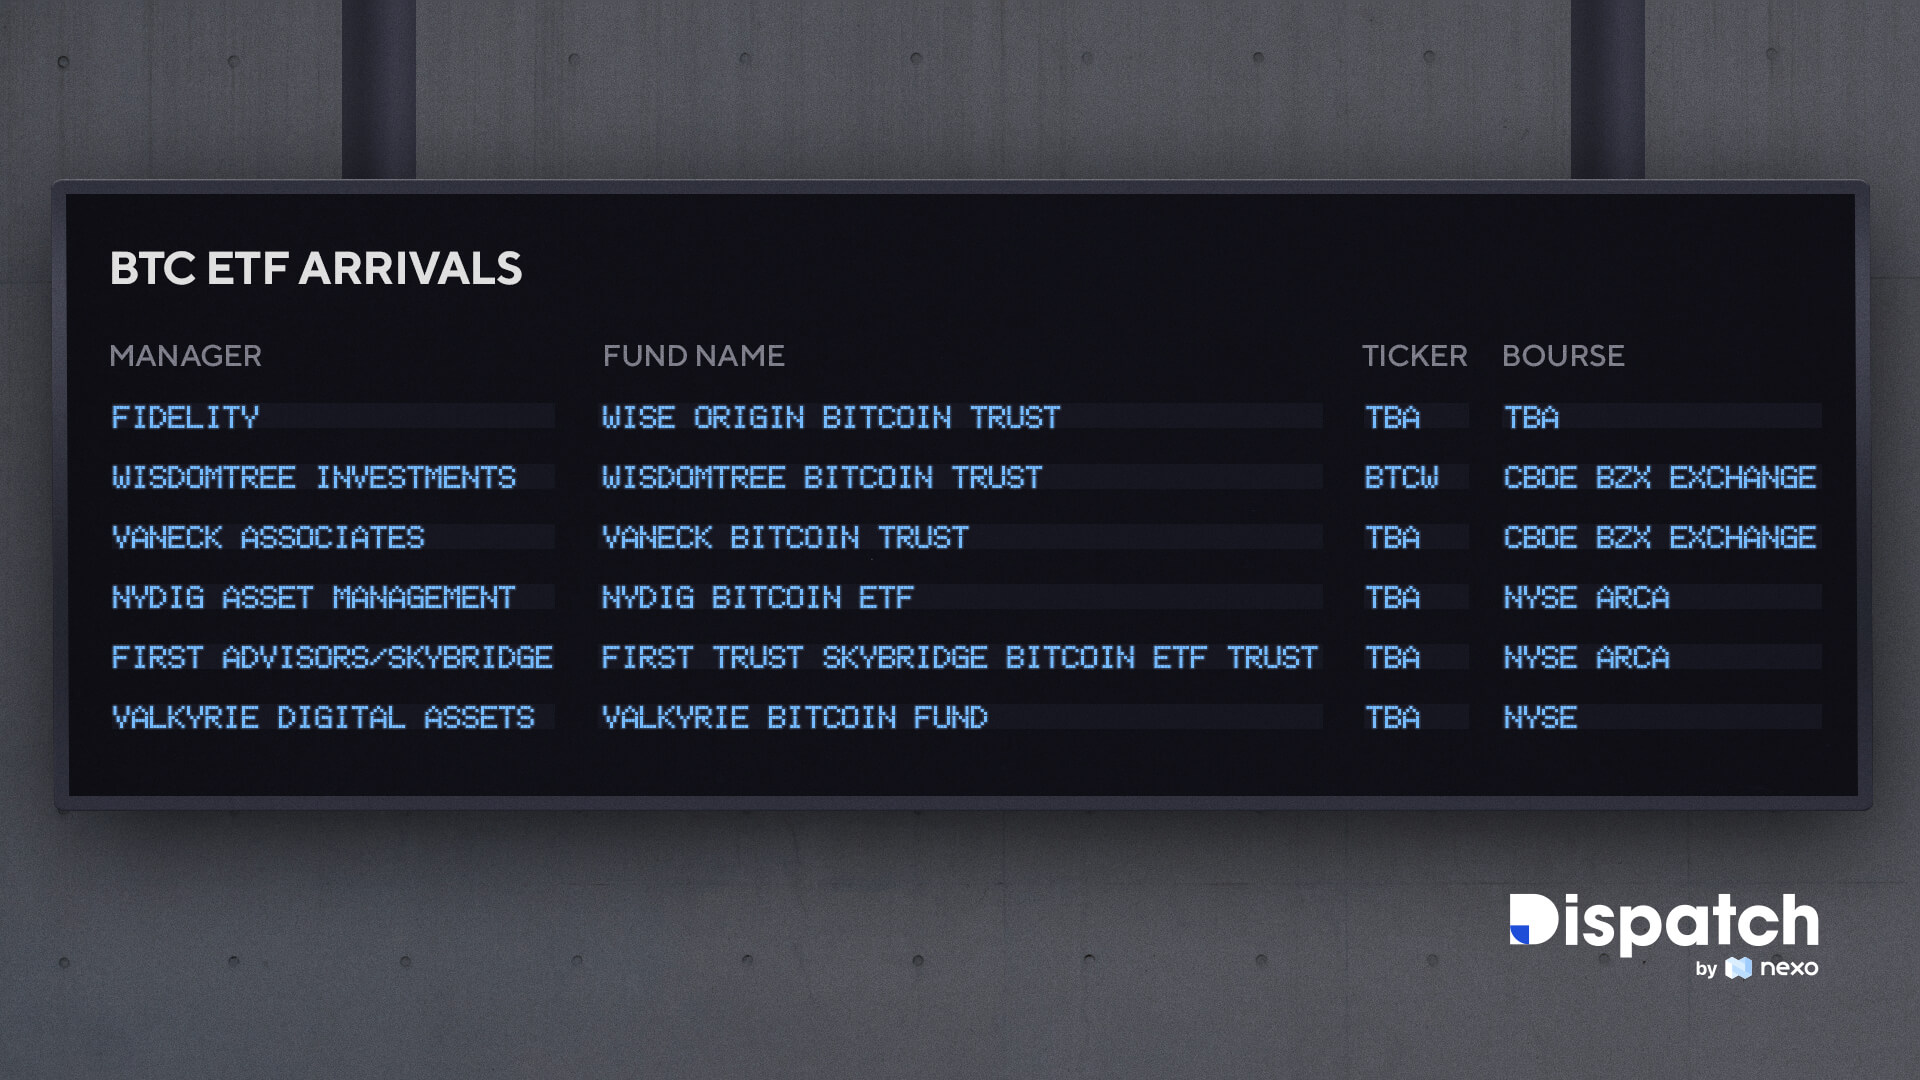 BTC ETF ARRIVALS
MANAGER FUND NAME TICKER BOURSE
FIDELITY WISE ORIGIN BITCOIN TRUST TBA TBA
WISDOMTREE INVESTMENTS WISDOMTREE BITCOIN TRUST BTCW CBOE BZX EXCHANGE
VANECK ASSOCIATES VANECK BITCOIN TRUST TBA CBOE BZX EXCHANGE
NYDIG ASSET MANAGEMENT NYDIG BITCOIN ETF TBA NYSE ARCA
FIRST ADVISORS/SKYBRIDGE FIRST TRUST SKYBRIDGE BITCOIN ETF TRUST TBA NYSE ARCA
VALKYRIE DIGITAL ASSETS VALKYRIE BITCOIN FUND TBA NYSE
Dispatch
by nexo